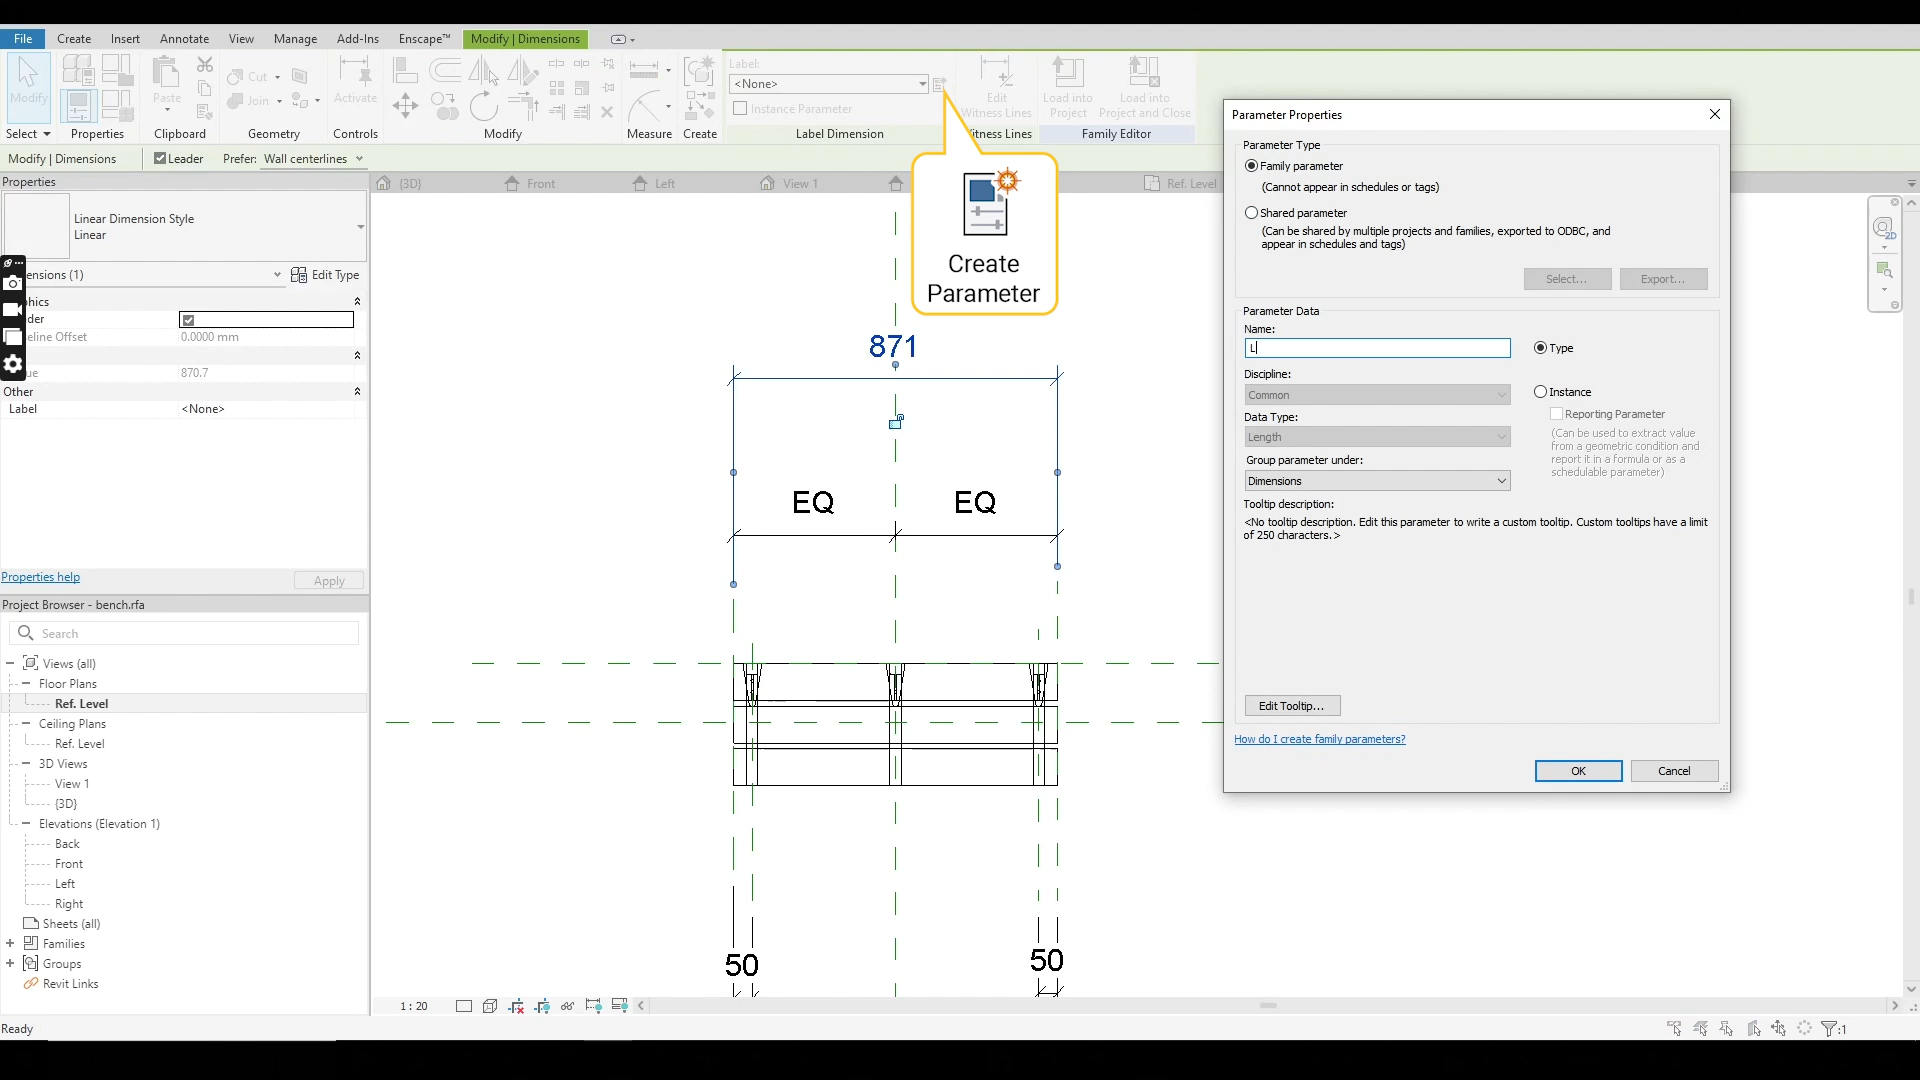 File Create Insert Annotate View Manage Add-Ins Enscape™ Modify | Dimensions
Modify
Paste
Cut
Join
Activate
Label:
<None>
Instance Parameter
Edit
Witness Lines
Load into
Project
Load into
Project and Close
Select Properties Clipboard Geometry Controls Modify Measure Create Label Dimension itness Lines Family Editor
Modify | Dimensions Leader Prefer: Wall centerlines
Properties
{3D} Front Left View 1 Ref. Level
Linear Dimension Style
Linear
ensions (1) Edit Type
hics
der
eline Offset 0.0000 mm
ue 870.7
Other
Label <None>
Properties help Apply
Project Browser - bench.rfa
Search
Views (all)
Floor Plans
Ref. Level
Ceiling Plans
Ref. Level
3D Views
View 1
{3D}
Elevations (Elevation 1)
Back
Front
Left
Right
Sheets (all)
Families
Groups
Revit Links
Ready
Create
Parameter
871
EQ EQ
50 50
1 : 20
2D
:1
Parameter Properties
Parameter Type
Family parameter
(Cannot appear in schedules or tags)
Shared parameter
(Can be shared by multiple projects and families, exported to ODBC, and
appear in schedules and tags)
Select... Export...
Parameter Data
Name:
L
Type
Discipline:
Common
Instance
Reporting Parameter
(Can be used to extract value
from a geometric condition and
report it in a formula or as a
schedulable parameter)
Data Type:
Length
Group parameter under:
Dimensions
Tooltip description:
<No tooltip description. Edit this parameter to write a custom tooltip. Custom tooltips have a limit
of 250 characters.>
Edit Tooltip...
How do I create family parameters?
OK Cancel